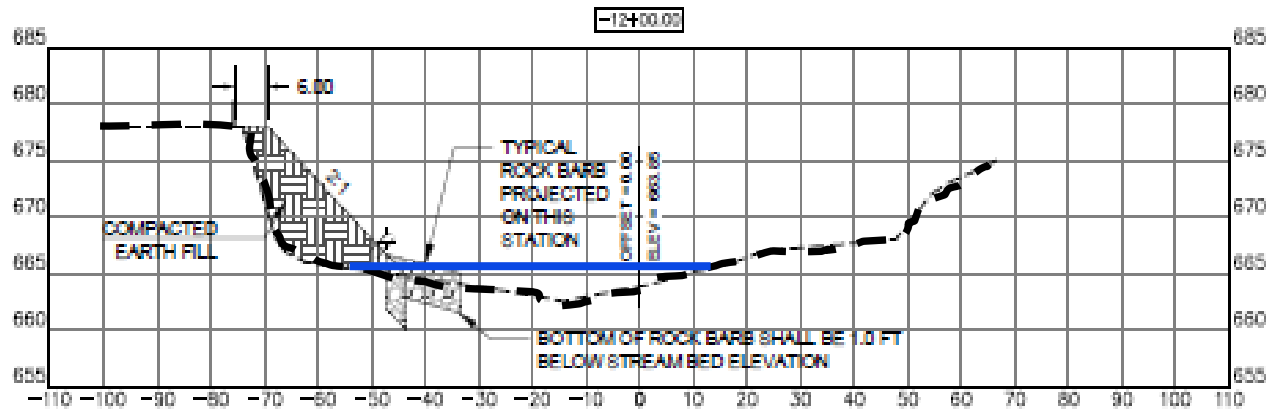 -12+00.00
685 685
680 680
6.00
675 675
TYPICAL
ROCK BARB
PROJECTED
ON THIS
STATION
OFFSET =
ELEV =
2:1
670 670
COMPACTED
EARTH FILL
665 665
660 660
BOTTOM OF ROCK BARB SHALL BE 1.0 FT
BELOW STREAM BED ELEVATION
655 655
-110 -100 -90 -80 -70 -60 -50 -40 -30 -20 -10 0 10 20 30 40 50 60 70 80 90 100 110